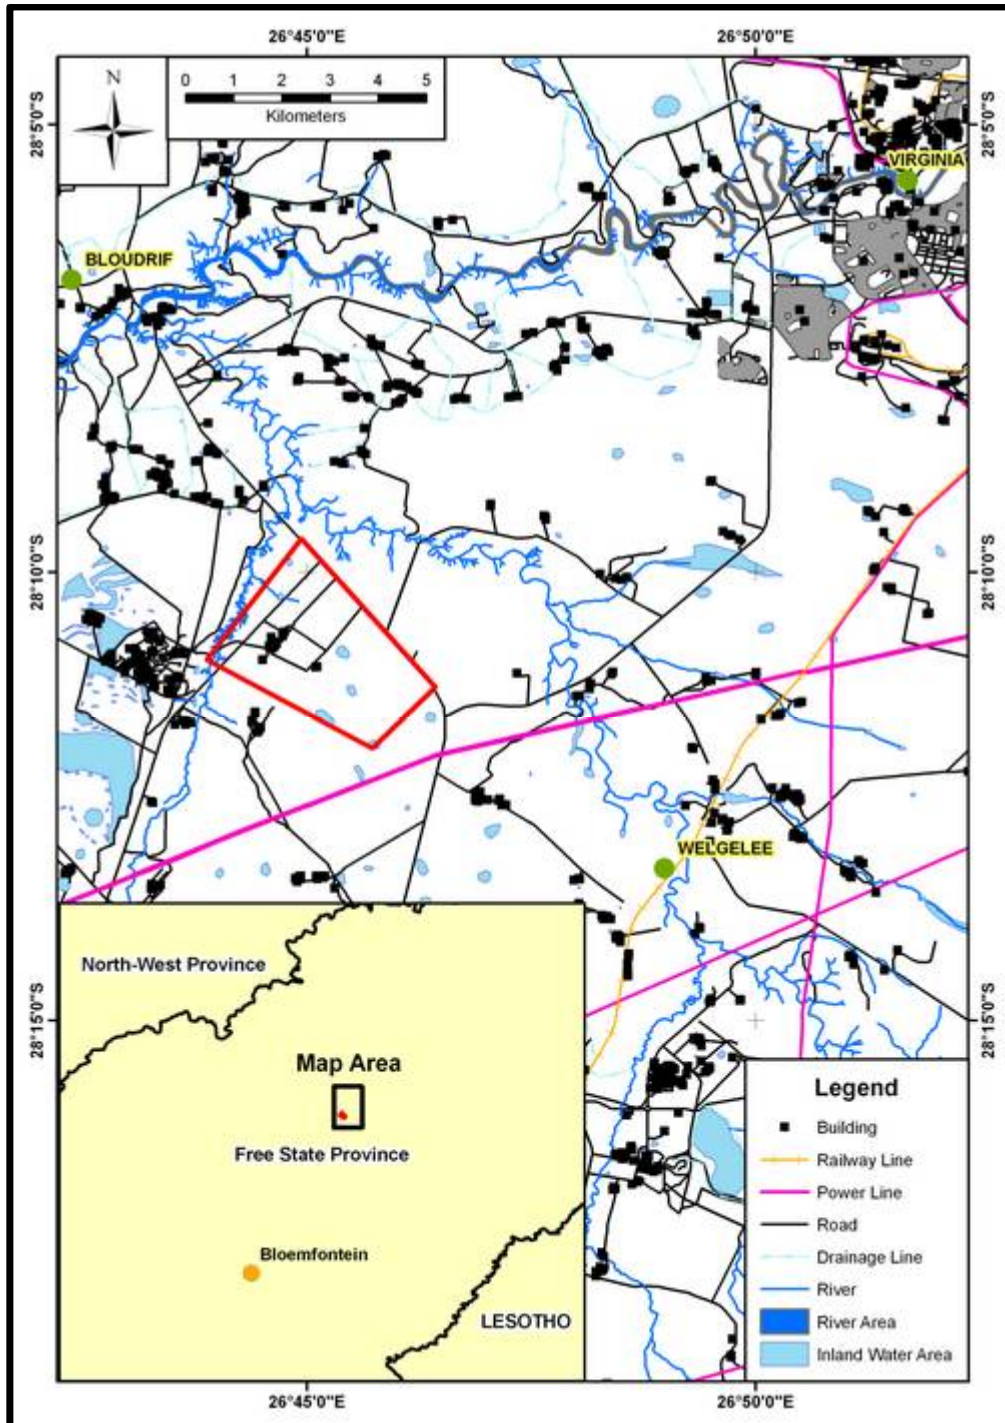 26°45'0"E
26°50'0"E
N
0 1 2 3 4 5
Kilometers
28°5'0"S
28°5'0"S
VIRGINIA
BLOUDRIF
28°10'0"S
28°10'0"S
WELGELEE
North-West Province
28°15'0"S
28°15'0"S
Map Area
Free State Province
Bloemfontein
LESOTHO
Legend
Building
Railway Line
Power Line
Road
Drainage Line
River
River Area
Inland Water Area
26°45'0"E
26°50'0"E